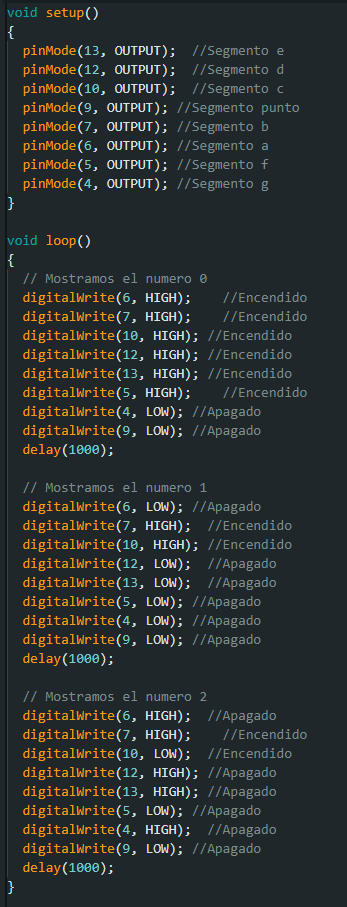 void setup()
{
  pinMode(13, OUTPUT);  //Segmento e
  pinMode(12, OUTPUT);  //Segmento d
  pinMode(10, OUTPUT);  //Segmento c
  pinMode(9, OUTPUT); //Segmento punto
  pinMode(7, OUTPUT); //Segmento b
  pinMode(6, OUTPUT); //Segmento a
  pinMode(5, OUTPUT); //Segmento f
  pinMode(4, OUTPUT); //Segmento g
}

void loop()
{
  // Mostramos el numero 0
  digitalWrite(6, HIGH);    //Encendido
  digitalWrite(7, HIGH);    //Encendido
  digitalWrite(10, HIGH); //Encendido
  digitalWrite(12, HIGH); //Encendido
  digitalWrite(13, HIGH); //Encendido
  digitalWrite(5, HIGH);    //Encendido
  digitalWrite(4, LOW); //Apagado
  digitalWrite(9, LOW); //Apagado
  delay(1000);

  // Mostramos el numero 1
  digitalWrite(6, LOW); //Apagado
  digitalWrite(7, HIGH);  //Encendido
  digitalWrite(10, HIGH); //Encendido
  digitalWrite(12, LOW);  //Apagado
  digitalWrite(13, LOW);  //Apagado
  digitalWrite(5, LOW); //Apagado
  digitalWrite(4, LOW); //Apagado
  digitalWrite(9, LOW); //Apagado
  delay(1000);

  // Mostramos el numero 2
  digitalWrite(6, HIGH);  //Apagado
  digitalWrite(7, HIGH);    //Encendido
  digitalWrite(10, LOW);  //Encendido
  digitalWrite(12, HIGH); //Apagado
  digitalWrite(13, HIGH); //Apagado
  digitalWrite(5, LOW); //Apagado
  digitalWrite(4, HIGH);  //Apagado
  digitalWrite(9, LOW); //Apagado
  delay(1000);
}